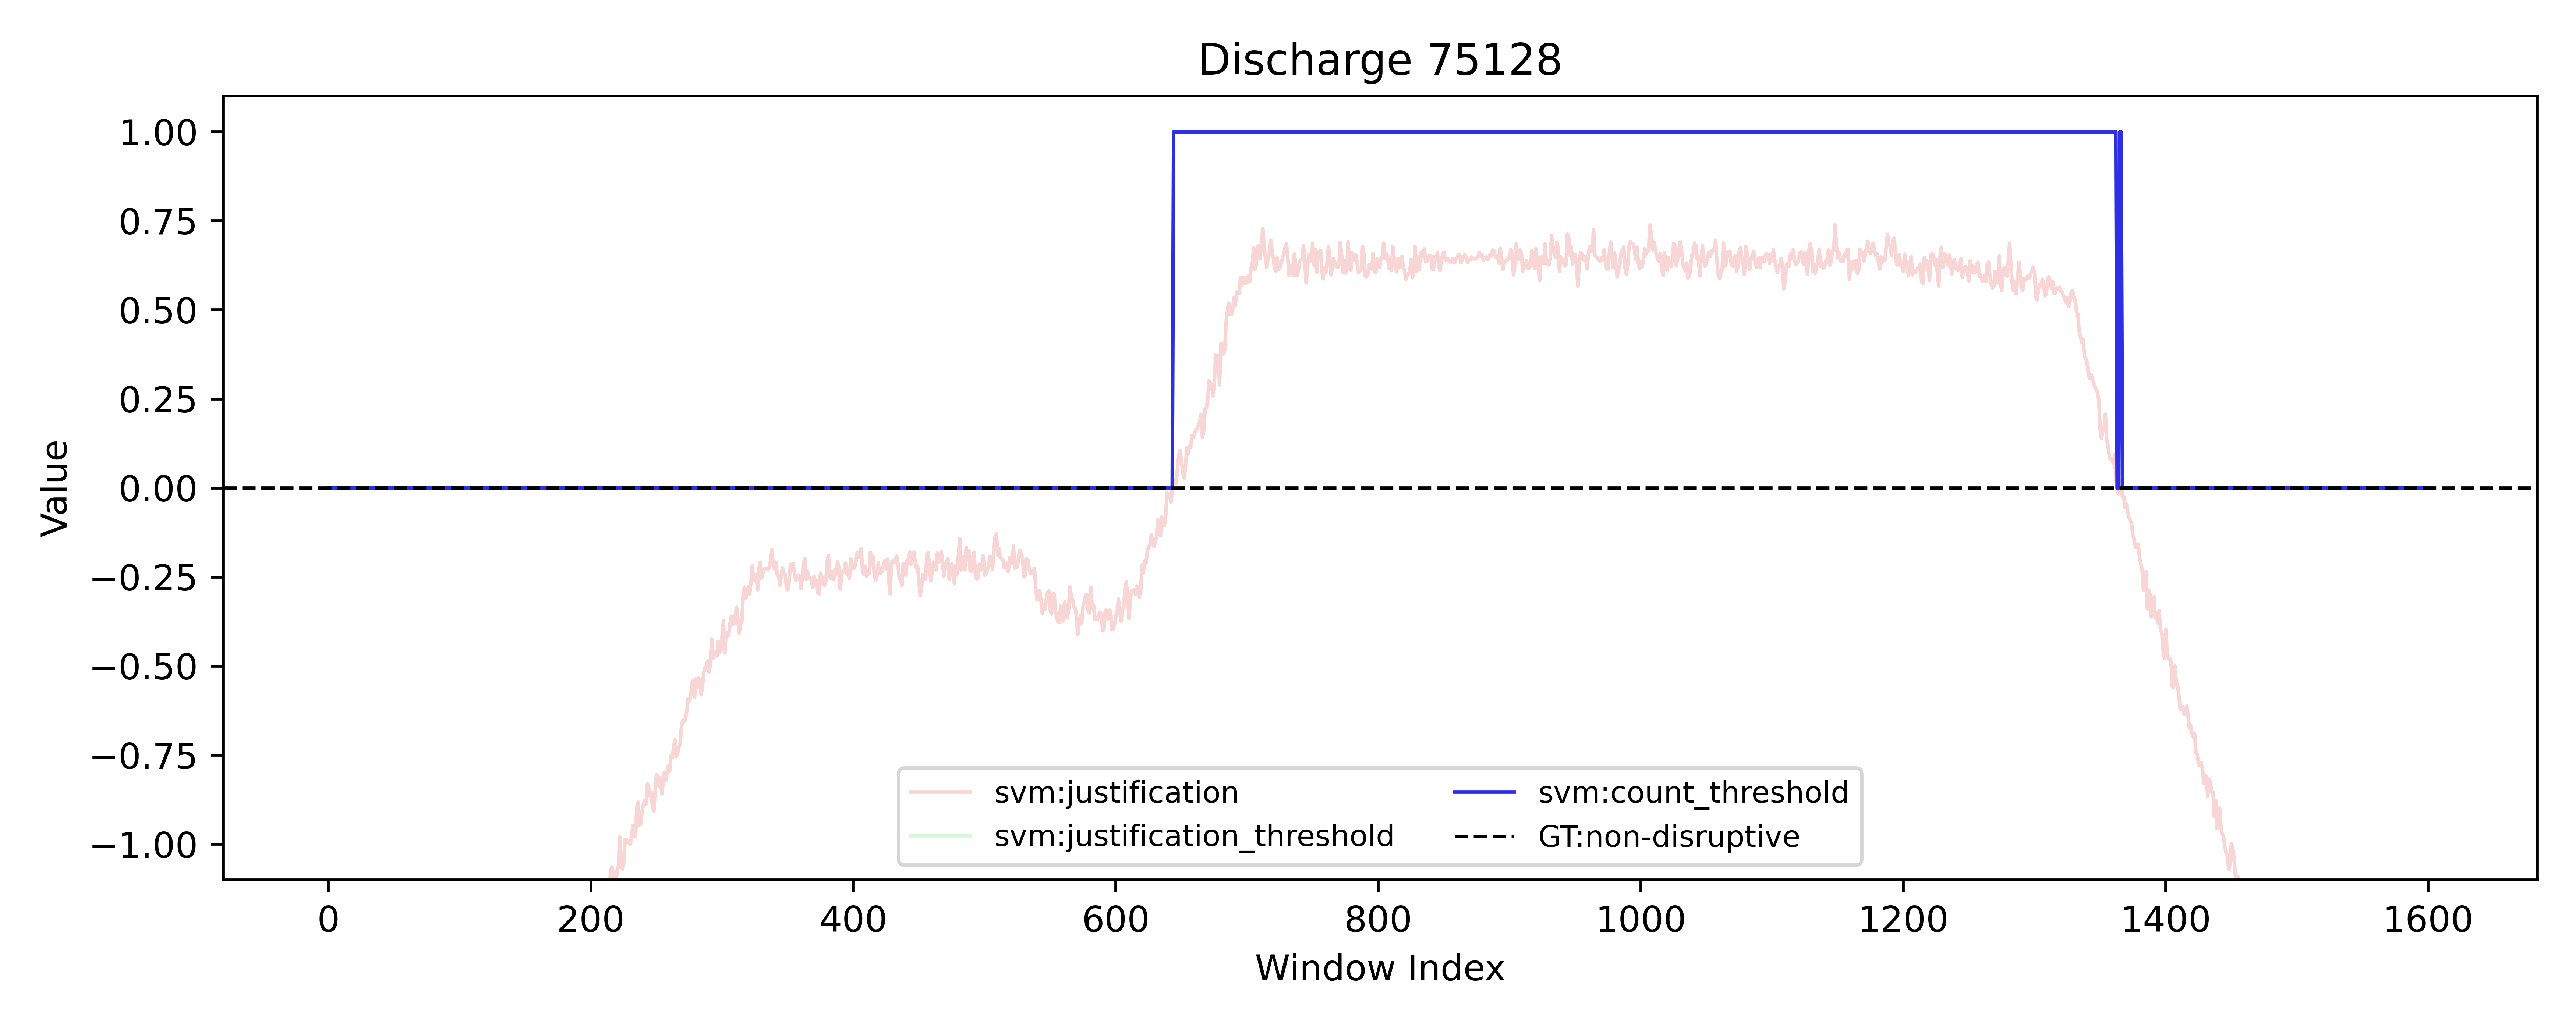 Discharge 75128
1.00
0.75
0.50
0.25
0.00
−0.25
−0.50
−0.75
−1.00
Value
svm:justification
svm:justification_threshold
svm:count_threshold
GT:non-disruptive
0 200 400 600 800 1000 1200 1400 1600
Window Index